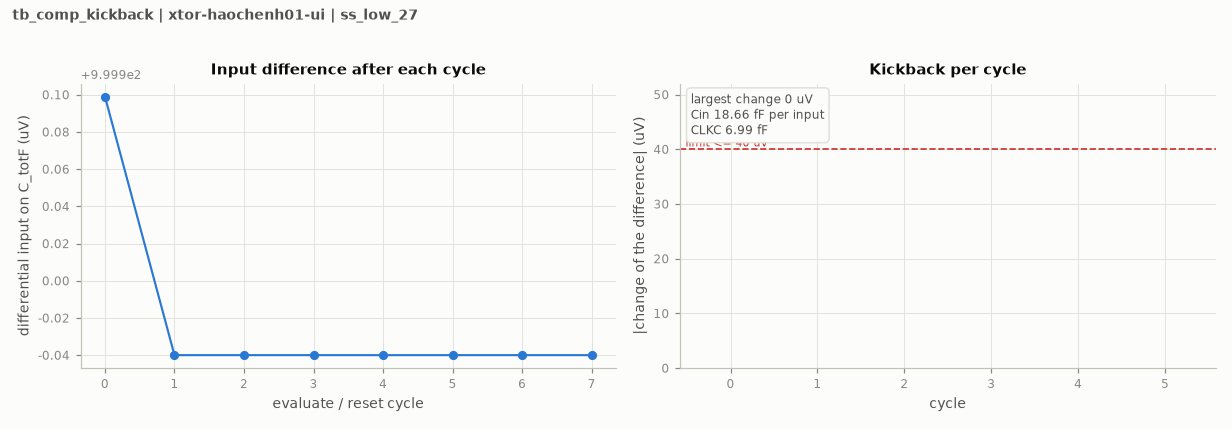 tb_comp_kickback | xtor-haochenh01-ui | ss_low_27
Input difference after each cycle
+9.999e2
differential input on C_totF (uV)
0.10
0.08
0.06
0.04
0.02
0.00
-0.02
-0.04
0 1 2 3 4 5 6 7
evaluate / reset cycle
Kickback per cycle
|change of the difference| (uV)
50
40
30
20
10
0
largest change 0 uV
Cin 18.66 fF per input
CLKC 6.99 fF
0 1 2 3 4 5
cycle